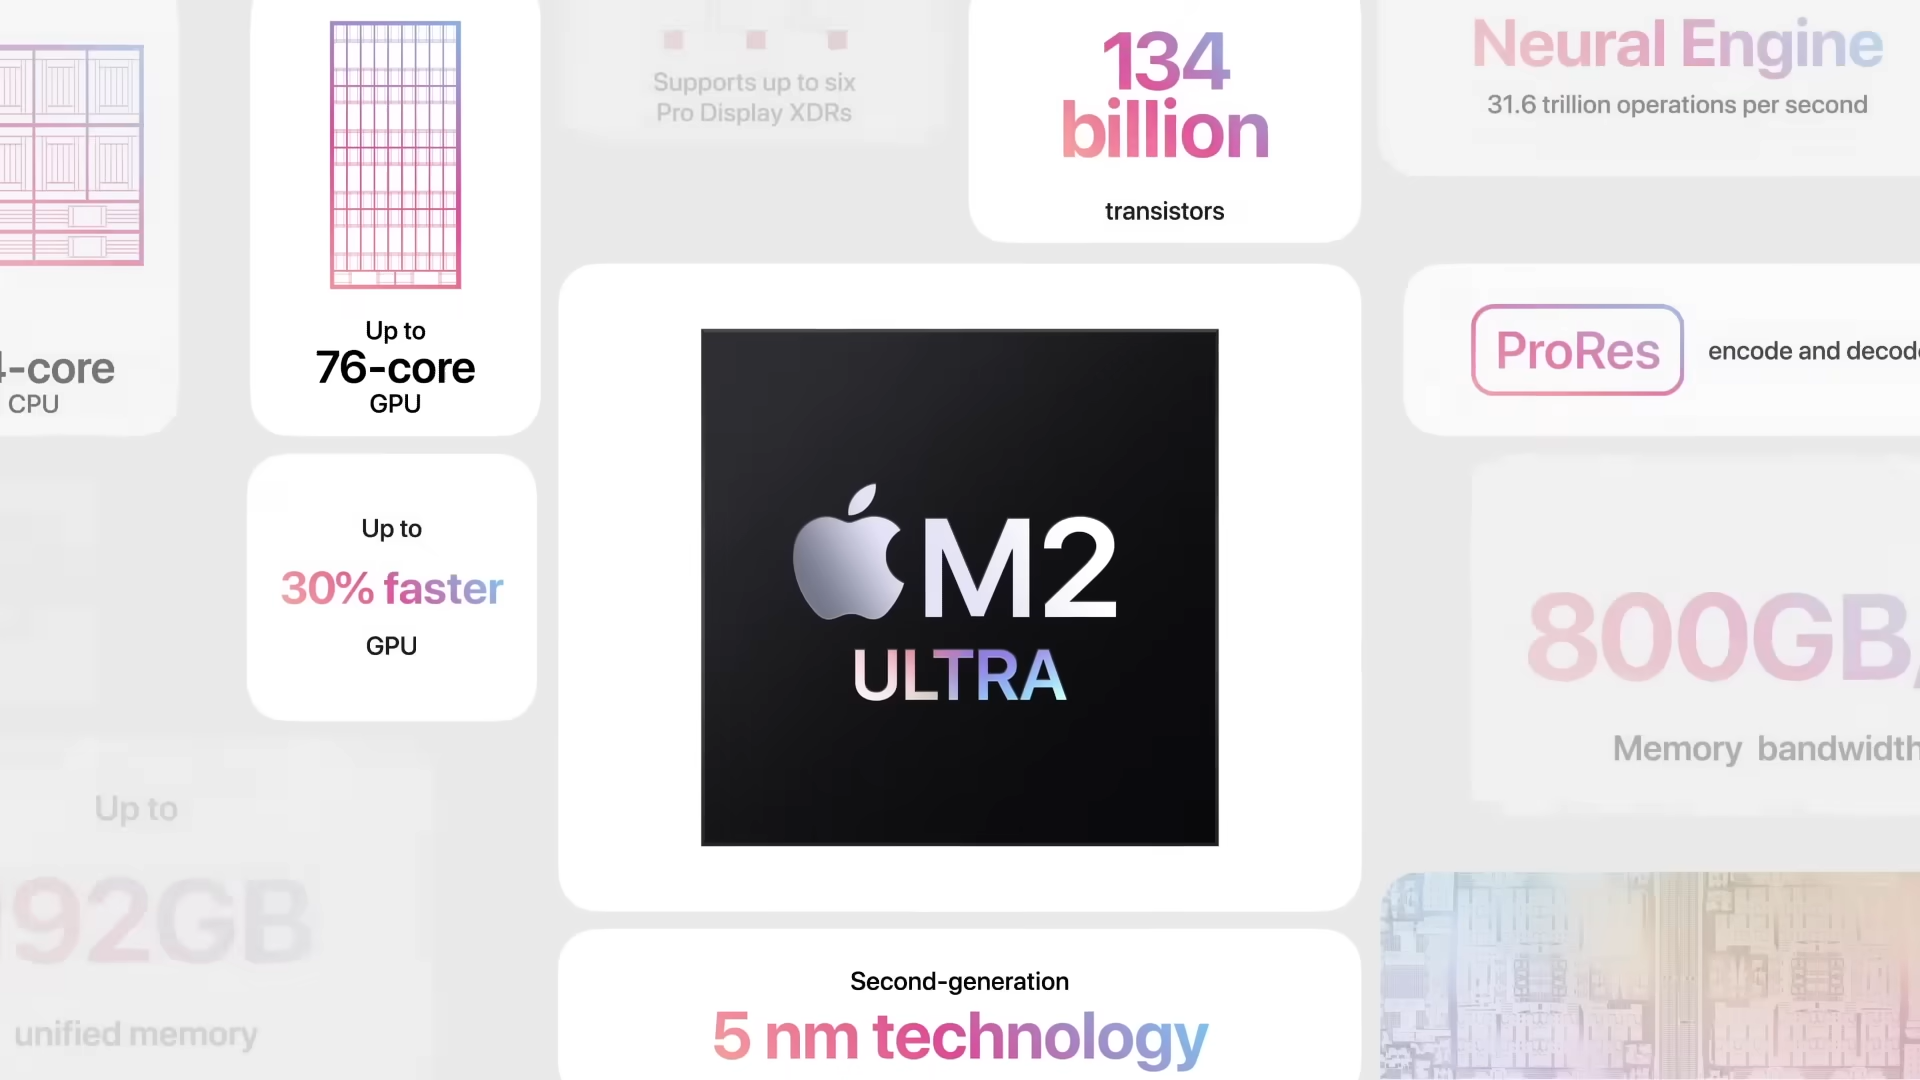 Supports up to six
Pro Display XDRs
134
billion
transistors
Neural Engine
31.6 trillion operations per second
Up to
76-core
GPU
-core
CPU
ProRes
encode and decode
Up to
30% faster
GPU
M2
ULTRA
800GB/
Memory bandwidth
Up to
192GB
unified memory
Second-generation
5 nm technology